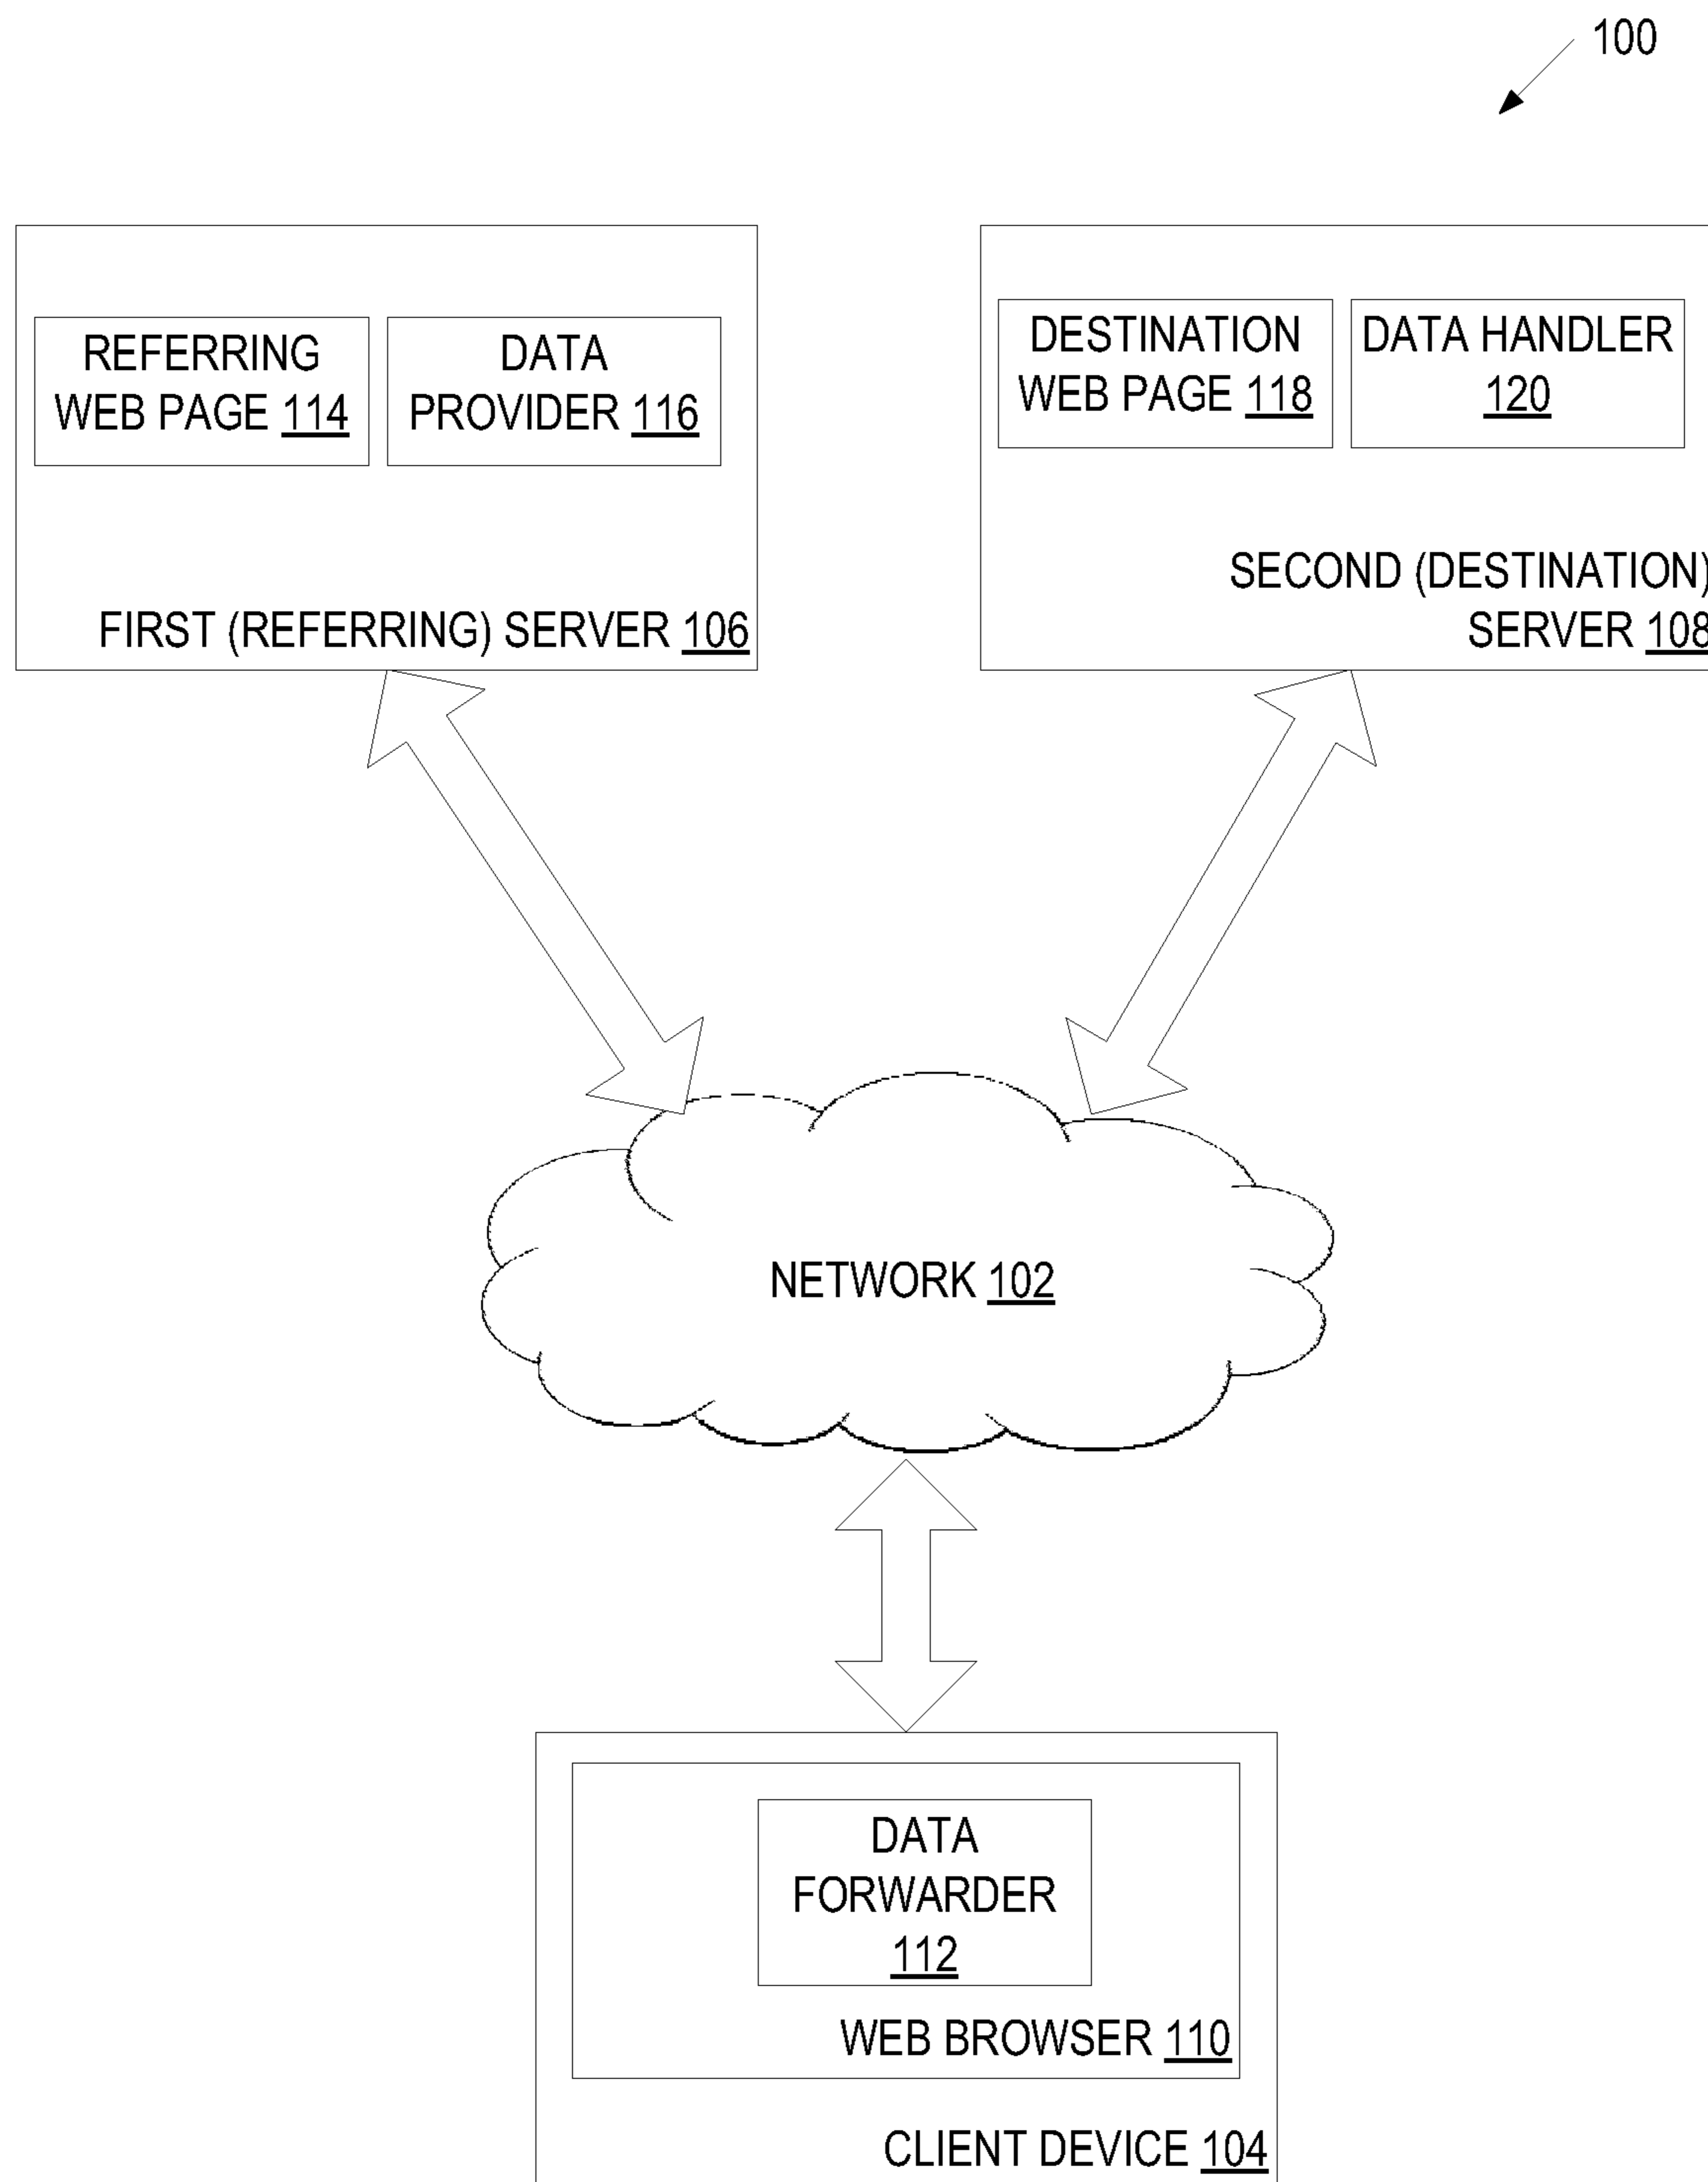 100
REFERRING
WEB PAGE 114
DATA
PROVIDER 116
FIRST (REFERRING) SERVER 106
DESTINATION
WEB PAGE 118
DATA HANDLER
120
SECOND (DESTINATION)
SERVER 108
NETWORK 102
DATA
FORWARDER
112
WEB BROWSER 110
CLIENT DEVICE 104